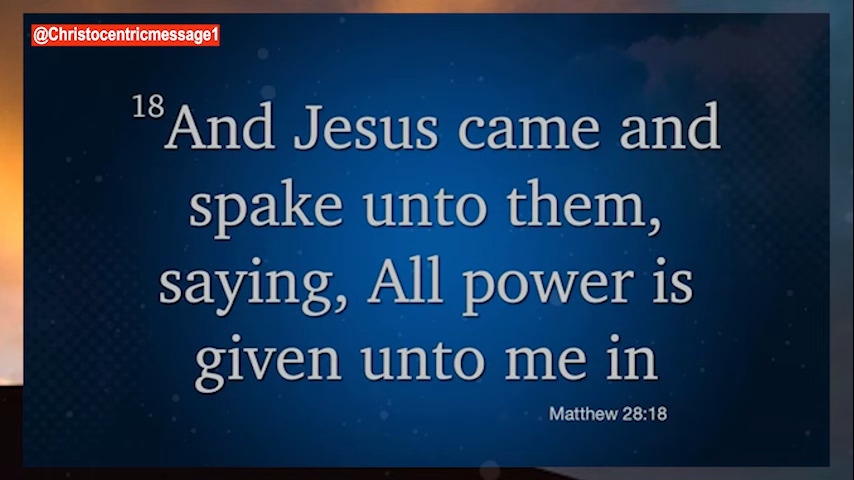 @Christocentricmessage1
18And Jesus came and
spake unto them,
saying, All power is
given unto me in
Matthew 28:18